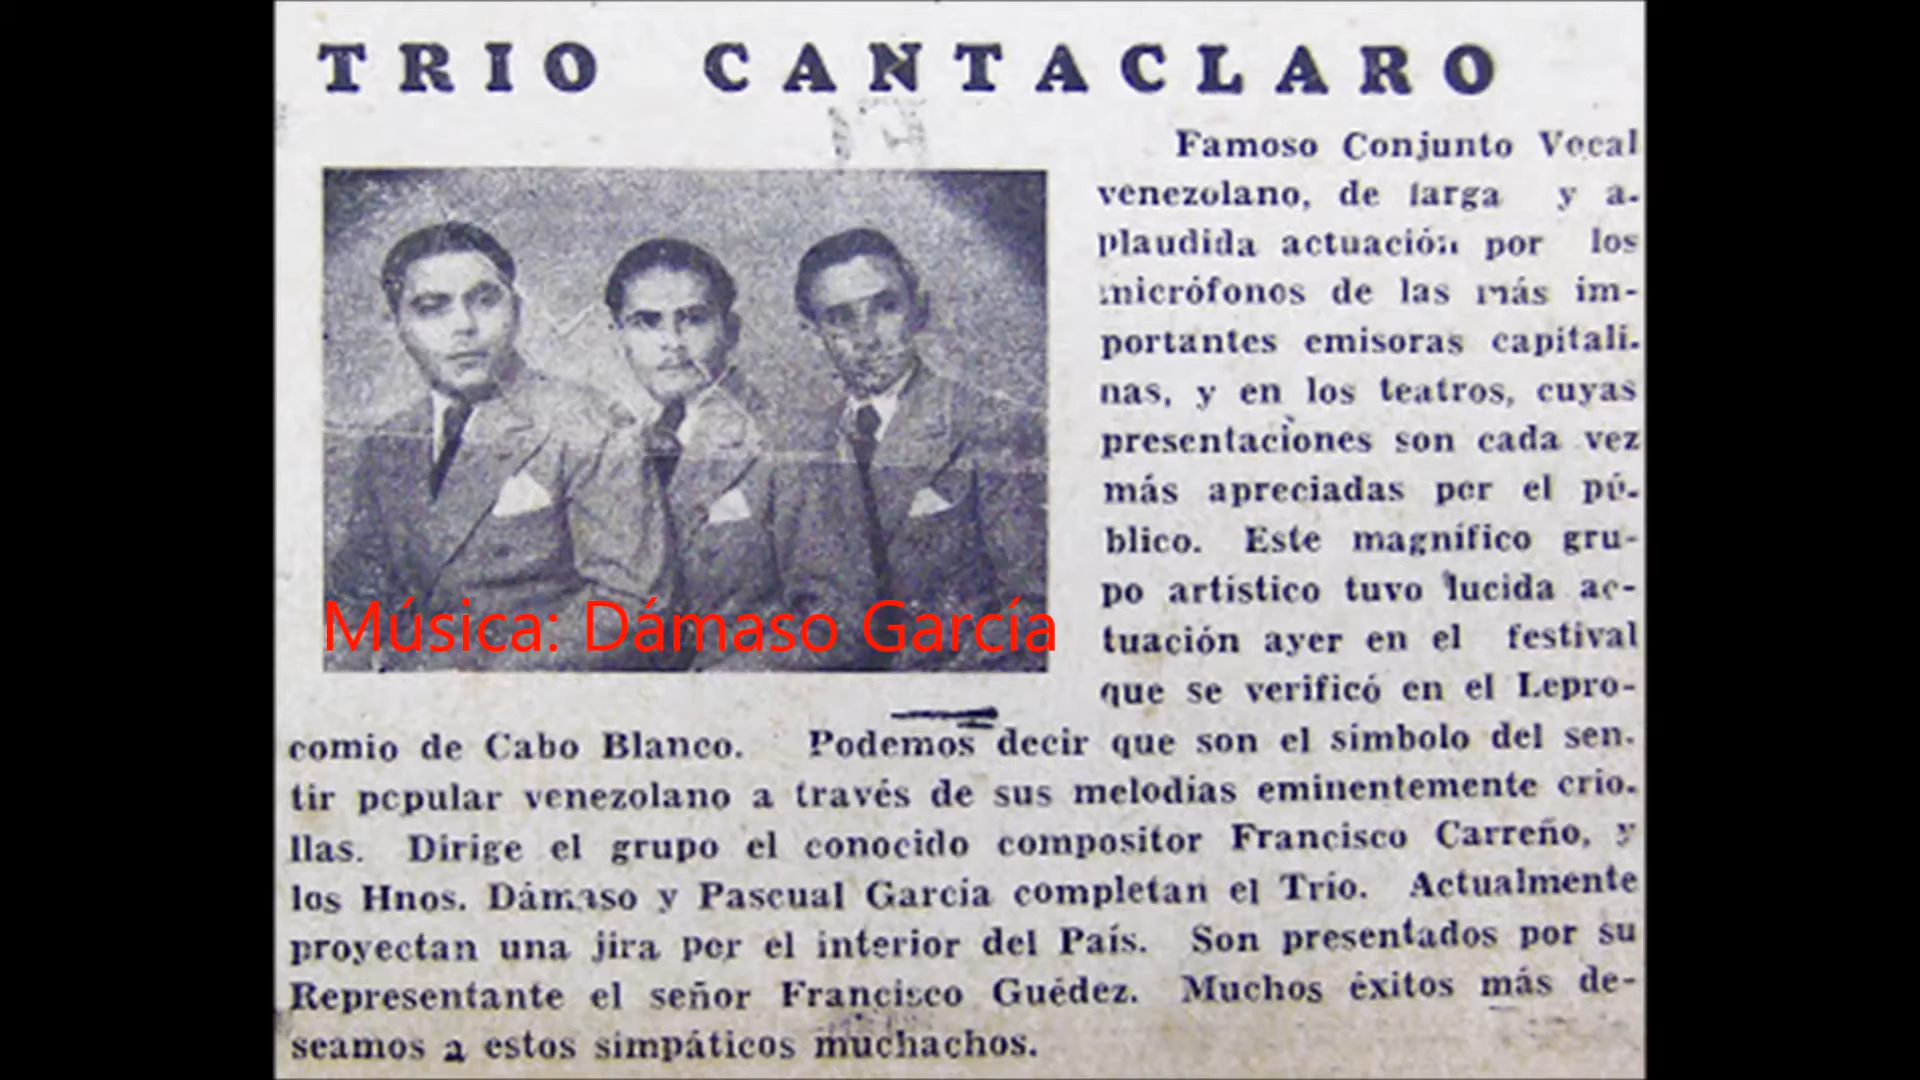 TRIO CANTACLARO
Famoso Conjunto Vocal
venezolano, de larga y a-
plaudida actuación por los
micrófonos de las más im-
portantes emisoras capitali-
nas, y en los teatros, cuyas
presentaciones son cada vez
más apreciadas por el pú-
blico. Este magnífico gru-
po artístico tuvo lucida ac-
tuación ayer en el festival
que se verificó en el Lepro-
comio de Cabo Blanco. Podemos decir que son el símbolo del sen-
tir popular venezolano a través de sus melodías eminentemente crio-
llas. Dirige el grupo el conocido compositor Francisco Carreño, y
los Hnos. Dámaso y Pascual García completan el Trío. Actualmente
proyectan una jira por el interior del País. Son presentados por su
Representante el señor Francisco Guédez. Muchos éxitos más de-
seamos a estos simpáticos muchachos.
Música: Dámaso García